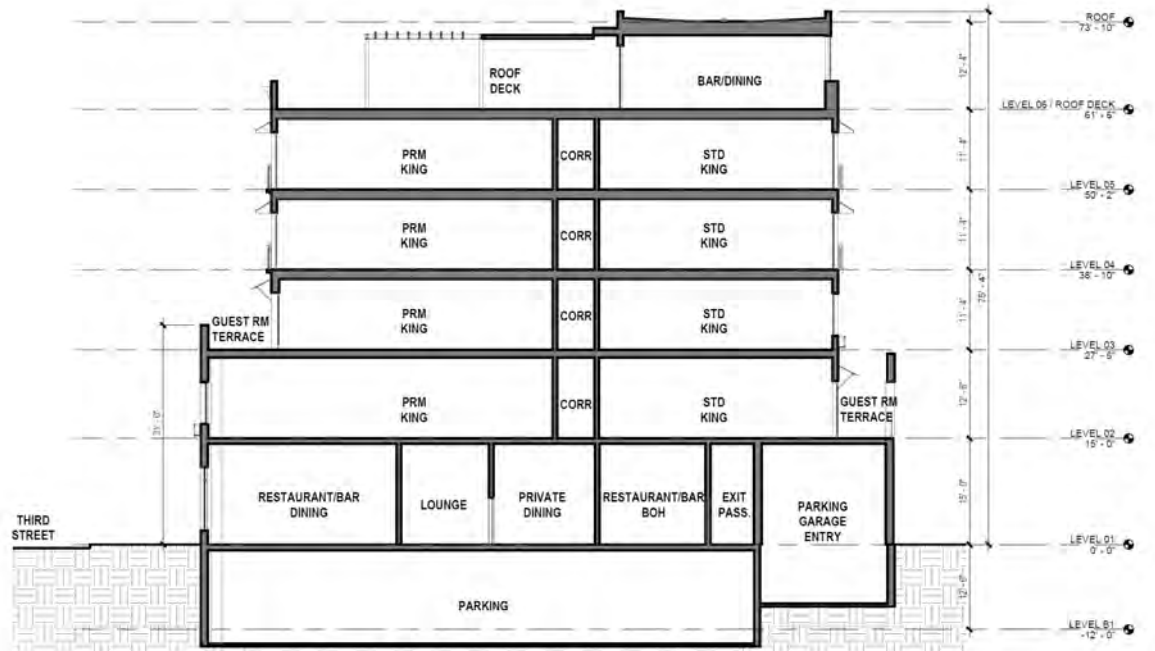 ROOF
73' - 10"
12' - 4"
ROOF
DECK
BAR/DINING
LEVEL 06 / ROOF DECK
61' - 6"
PRM
KING
CORR
STD
KING
11' - 4"
LEVEL 05
50' - 2"
PRM
KING
CORR
STD
KING
11' - 4"
LEVEL 04
38' - 10"
75' - 4"
GUEST RM
TERRACE
PRM
KING
CORR
STD
KING
11' - 4"
LEVEL 03
27' - 6"
31' - 0"
PRM
KING
CORR
STD
KING
GUEST RM
TERRACE
12' - 6"
LEVEL 02
15' - 0"
RESTAURANT/BAR
DINING
LOUNGE
PRIVATE
DINING
RESTAURANT/BAR
BOH
EXIT
PASS.
PARKING
GARAGE
ENTRY
15' - 0"
THIRD
STREET
LEVEL 01
0' - 0"
PARKING
LEVEL B1
-12' - 0"